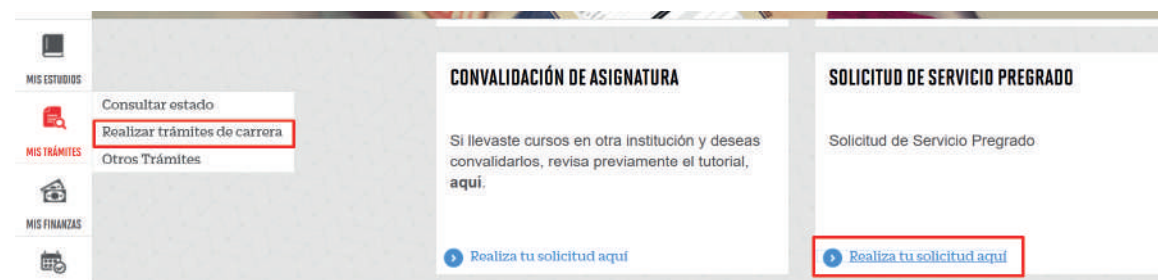 MIS ESTUDIOS
MIS TRÁMITES
MIS FINANZAS
Consultar estado
Realizar trámites de carrera
Otros Trámites
CONVALIDACIÓN DE ASIGNATURA
Si llevaste cursos en otra institución y deseas
convalidarlos, revisa previamente el tutorial,
aquí.
Realiza tu solicitud aquí
SOLICITUD DE SERVICIO PREGRADO
Solicitud de Servicio Pregrado
Realiza tu solicitud aquí